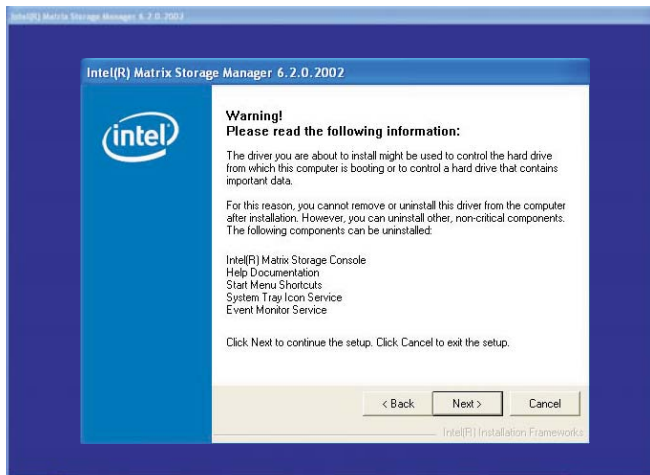 Intel(R) Matrix Storage Manager 6.2.0.2002
Intel(R) Matrix Storage Manager 6.2.0.2002
intel
Warning!
Please read the following information:
The driver you are about to install might be used to control the hard drive
from which this computer is booting or to control a hard drive that contains
important data.
For this reason, you cannot remove or uninstall this driver from the computer
after installation. However, you can uninstall other, non-critical components.
The following components can be uninstalled:
Intel(R) Matrix Storage Console
Help Documentation
Start Menu Shortcuts
System Tray Icon Service
Event Monitor Service
Click Next to continue the setup. Click Cancel to exit the setup.
< Back
Next >
Cancel
Intel(R) Installation Frameworks